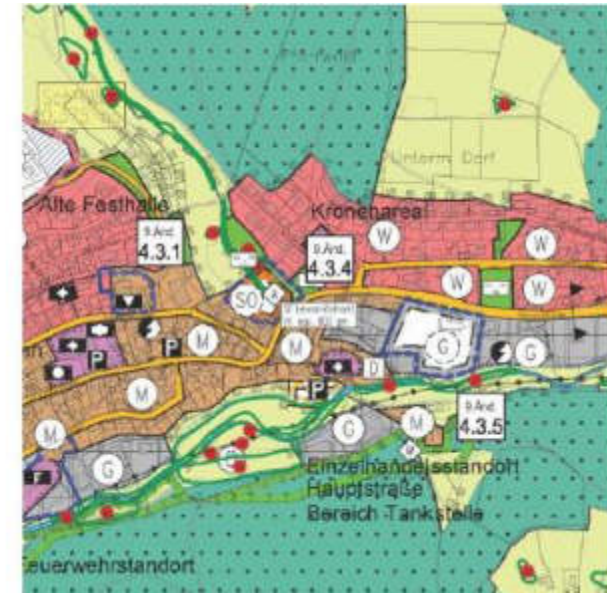 Unterm Dorf
Alte Festhalle
Kronenareal
9.Änd.
4.3.1
9.Änd.
4.3.4
W
W
W
W
SO
M
M
G
G
P
D
P
M
M
G
G
9.Änd.
4.3.5
Einzelhandelsstandort
Hauptstraße
Bereich Tankstelle
euerwehrstandort